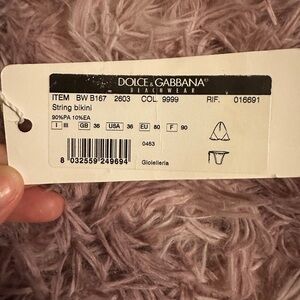 DOLCE & GABBANA
BEACHWEAR
ITEM BW B167 2603 COL 9999 RIF. 016691
String bikini
90%PA 10%EA
I III GB 36 USA 36 EU 80 F 90
0453
8 032559 249694
Gioielleria